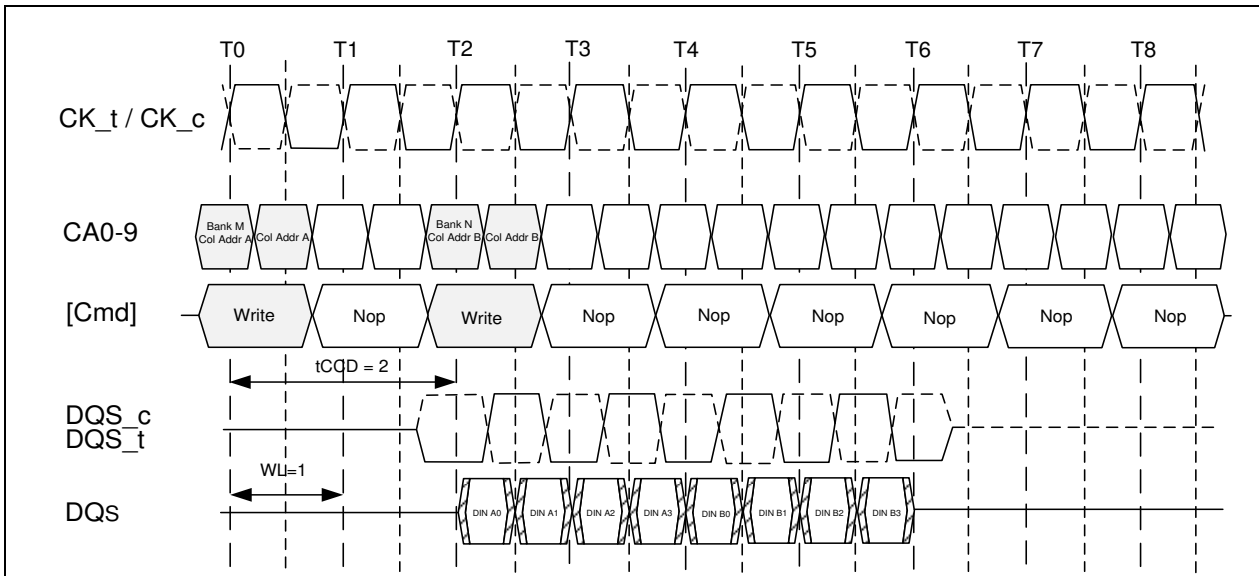 T0 T1 T2 T3 T4 T5 T6 T7 T8
CK_t / CK_c
CA0-9
Bank M
Col Addr A
Col Addr A
Bank N
Col Addr B
Col Addr B
[Cmd]
Write Nop Write Nop Nop Nop Nop Nop Nop
tCCD = 2
DQS_c
DQS_t
WL=1
DQs
DIN A0 DIN A1 DIN A2 DIN A3 DIN B0 DIN B1 DIN B2 DIN B3